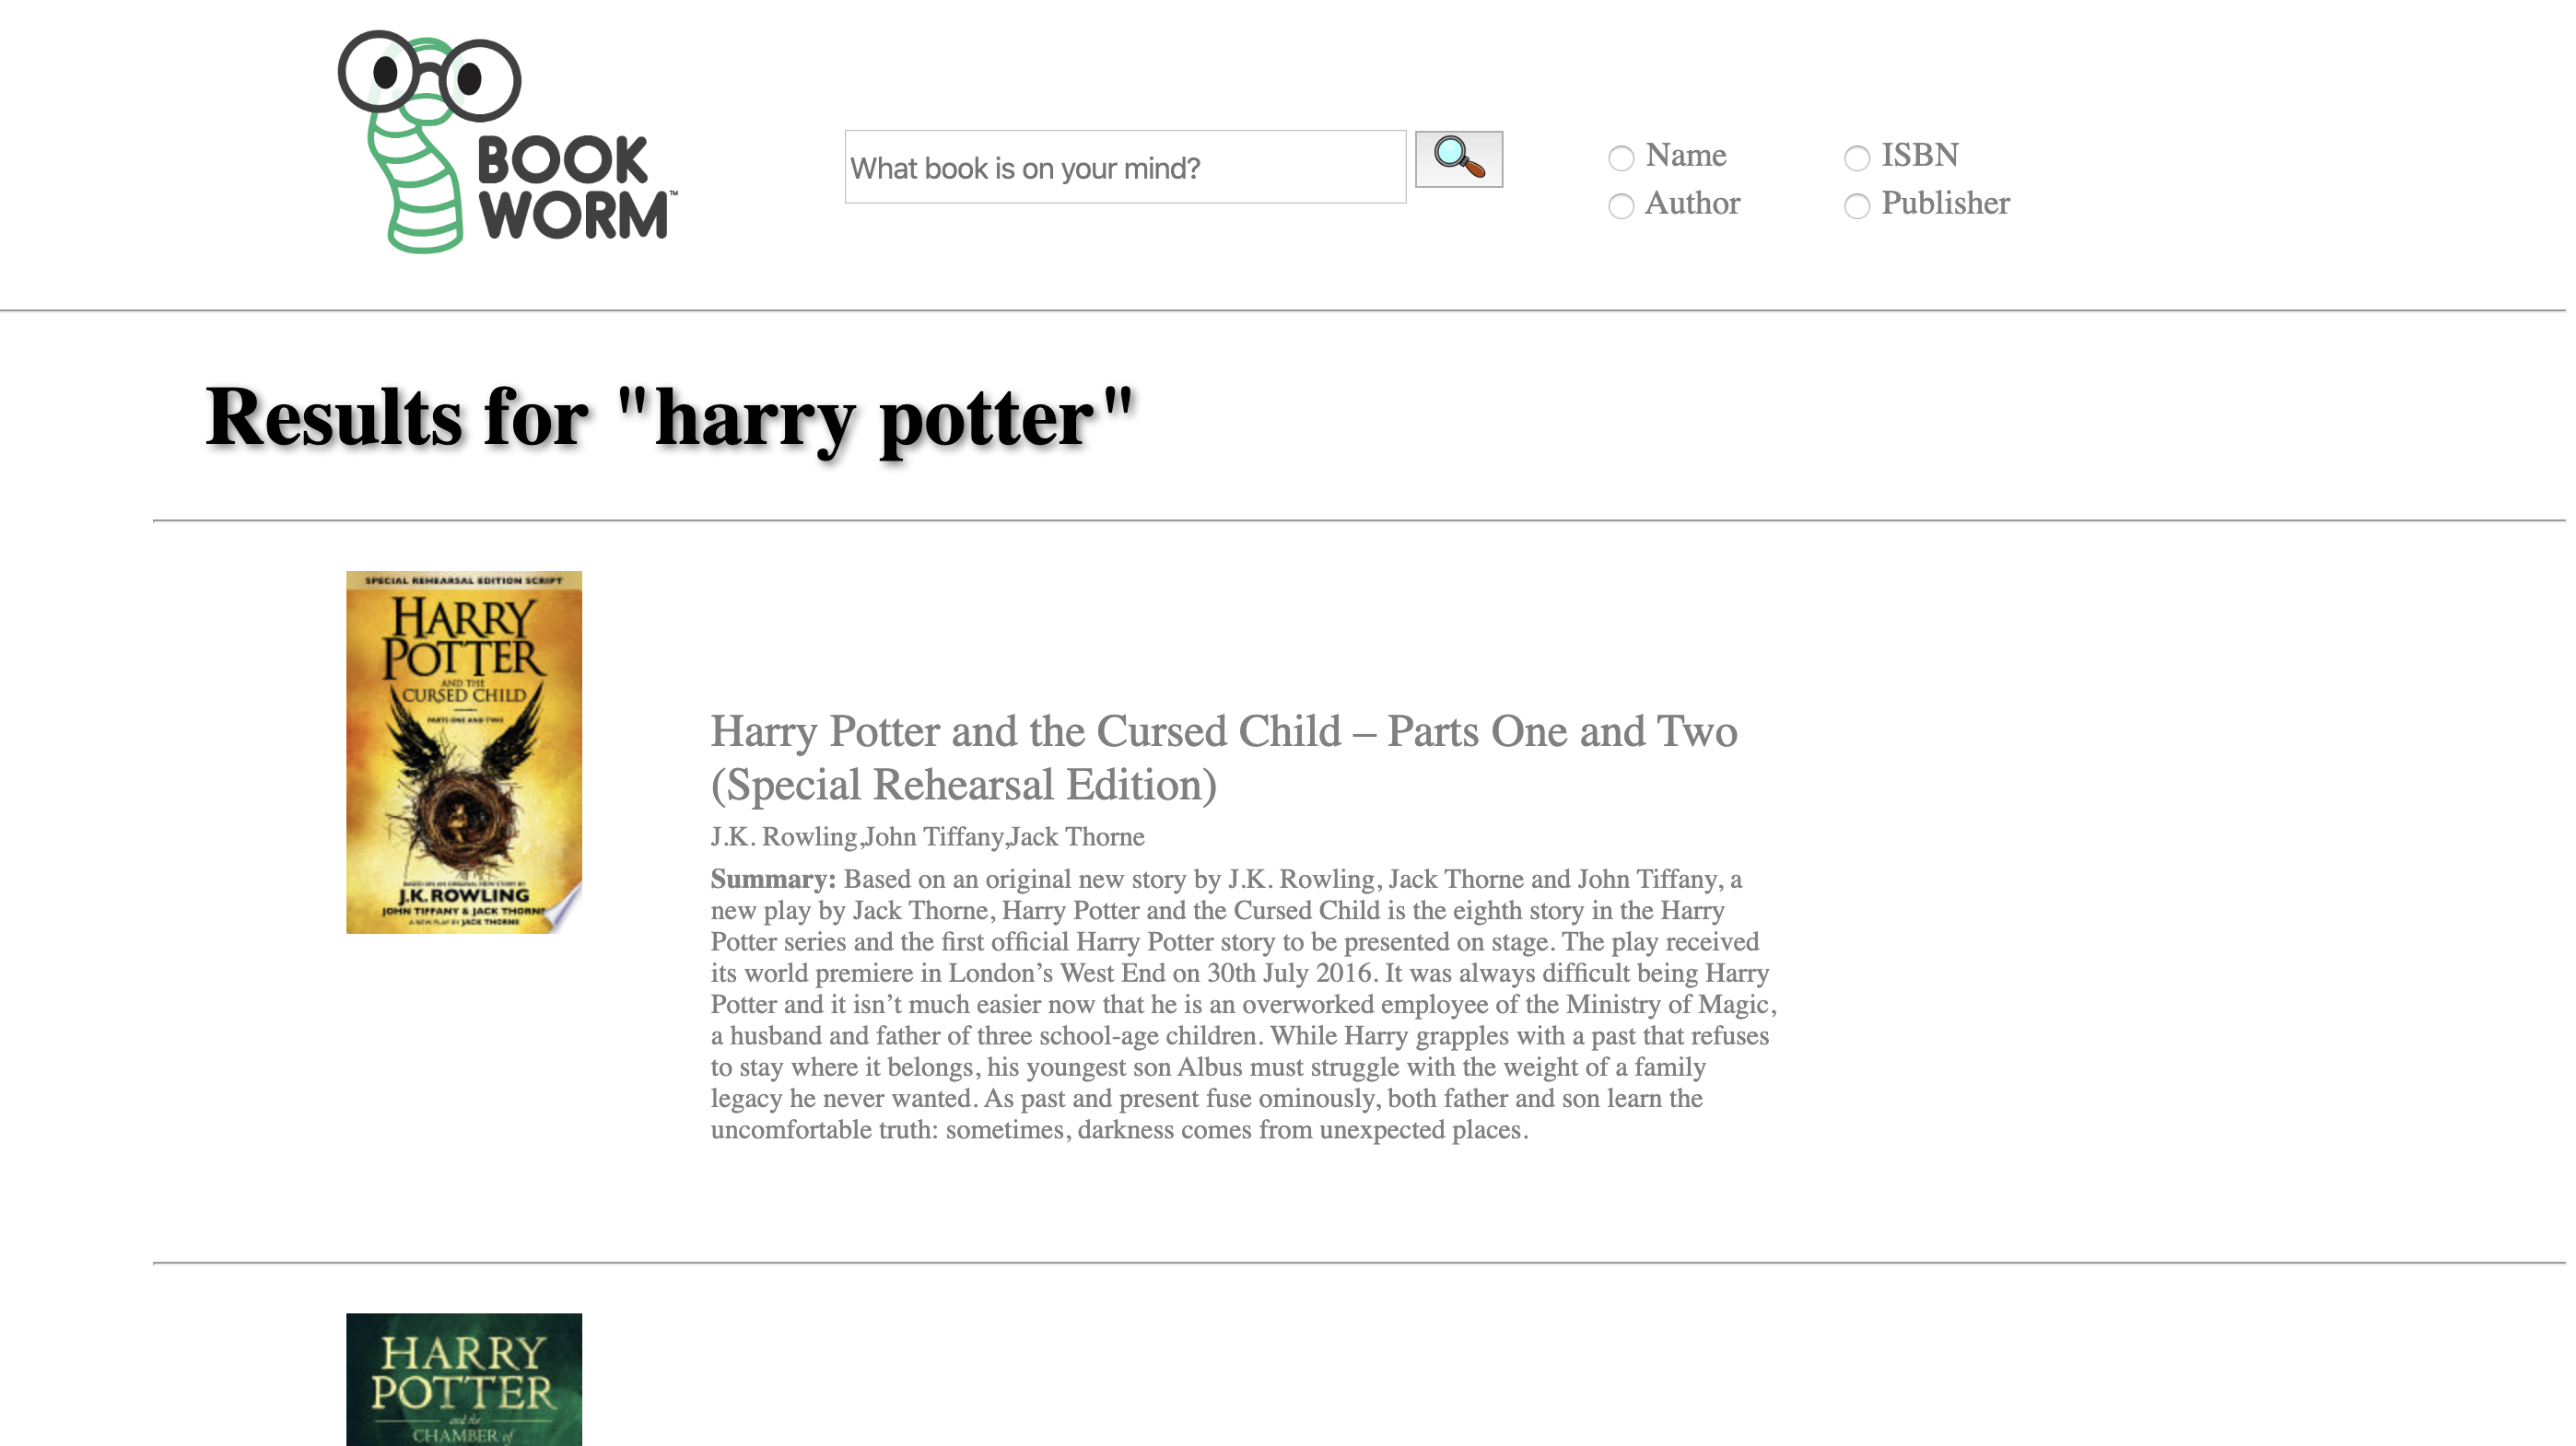 BOOK
WORM™
What book is on your mind?
Name
ISBN
Author
Publisher
Results for "harry potter"
SPECIAL REHEARSAL EDITION SCRIPT
HARRY
POTTER
AND THE
CURSED CHILD
PARTS ONE AND TWO
BASED ON AN ORIGINAL NEW STORY BY
J.K. ROWLING
JOHN TIFFANY & JACK THORNE
A NEW PLAY BY JACK THORNE
Harry Potter and the Cursed Child – Parts One and Two
(Special Rehearsal Edition)
J.K. Rowling,John Tiffany,Jack Thorne
Summary: Based on an original new story by J.K. Rowling, Jack Thorne and John Tiffany, a
new play by Jack Thorne, Harry Potter and the Cursed Child is the eighth story in the Harry
Potter series and the first official Harry Potter story to be presented on stage. The play received
its world premiere in London’s West End on 30th July 2016. It was always difficult being Harry
Potter and it isn’t much easier now that he is an overworked employee of the Ministry of Magic,
a husband and father of three school-age children. While Harry grapples with a past that refuses
to stay where it belongs, his youngest son Albus must struggle with the weight of a family
legacy he never wanted. As past and present fuse ominously, both father and son learn the
uncomfortable truth: sometimes, darkness comes from unexpected places.
HARRY
POTTER
and the
CHAMBER of